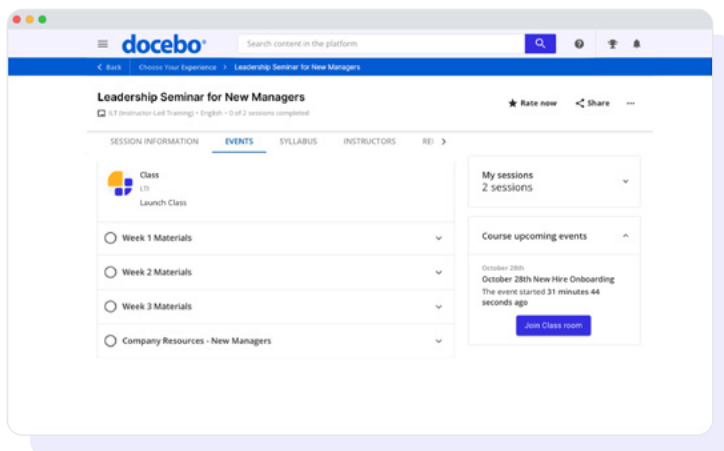 docebo
Search content in the platform
< Back
Choose Your Experience > Leadership Seminar for New Managers
Leadership Seminar for New Managers
ILT (Instructor-Led Training) • English • 0 of 2 sessions completed
Rate now
Share
SESSION INFORMATION
EVENTS
SYLLABUS
INSTRUCTORS
Class
LTI
Launch Class
Week 1 Materials
Week 2 Materials
Week 3 Materials
Company Resources - New Managers
My sessions
2 sessions
Course upcoming events
October 28th
October 28th New Hire Onboarding
The event started 31 minutes 44
seconds ago
Join Class room